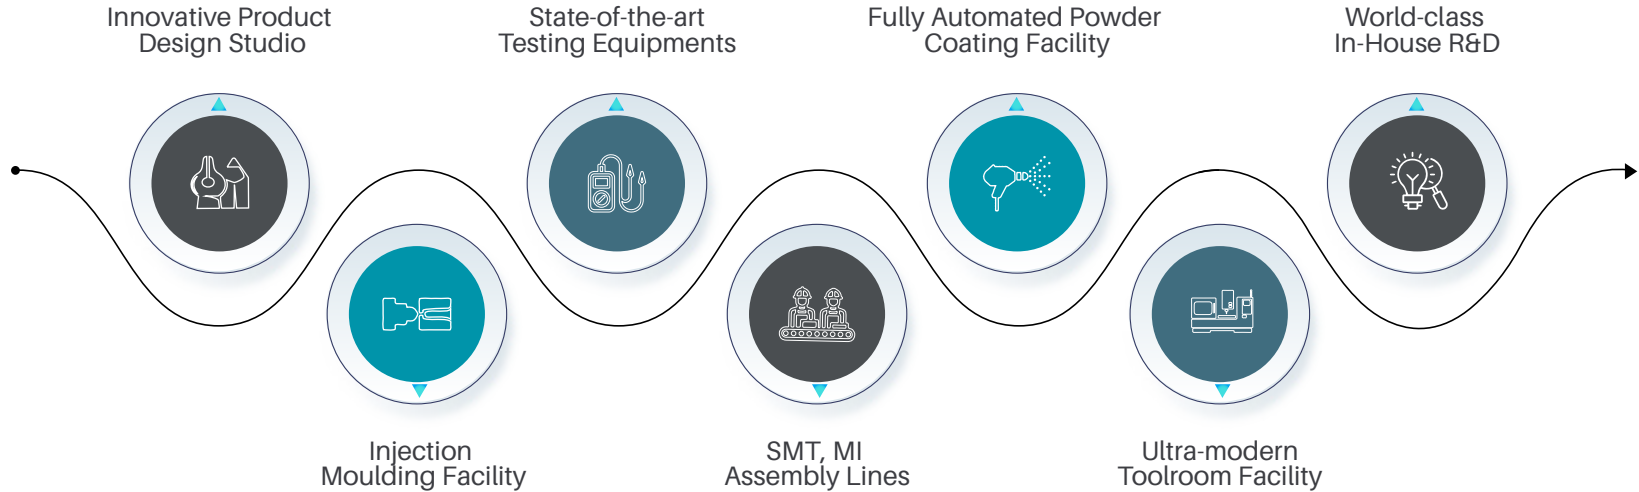 Innovative Product
Design Studio
State-of-the-art
Testing Equipments
Fully Automated Powder
Coating Facility
World-class
In-House R&D
Injection
Moulding Facility
SMT, MI
Assembly Lines
Ultra-modern
Toolroom Facility